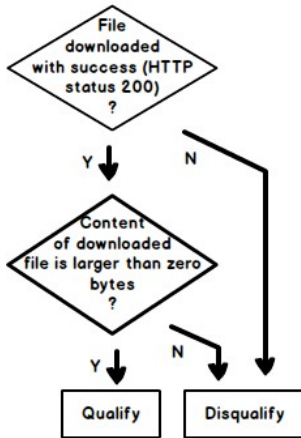 File
downloaded
with success (HTTP
status 200)
?
Y
N
Content
of downloaded
file is larger than zero
bytes
?
Y
N
Qualify
Disqualify